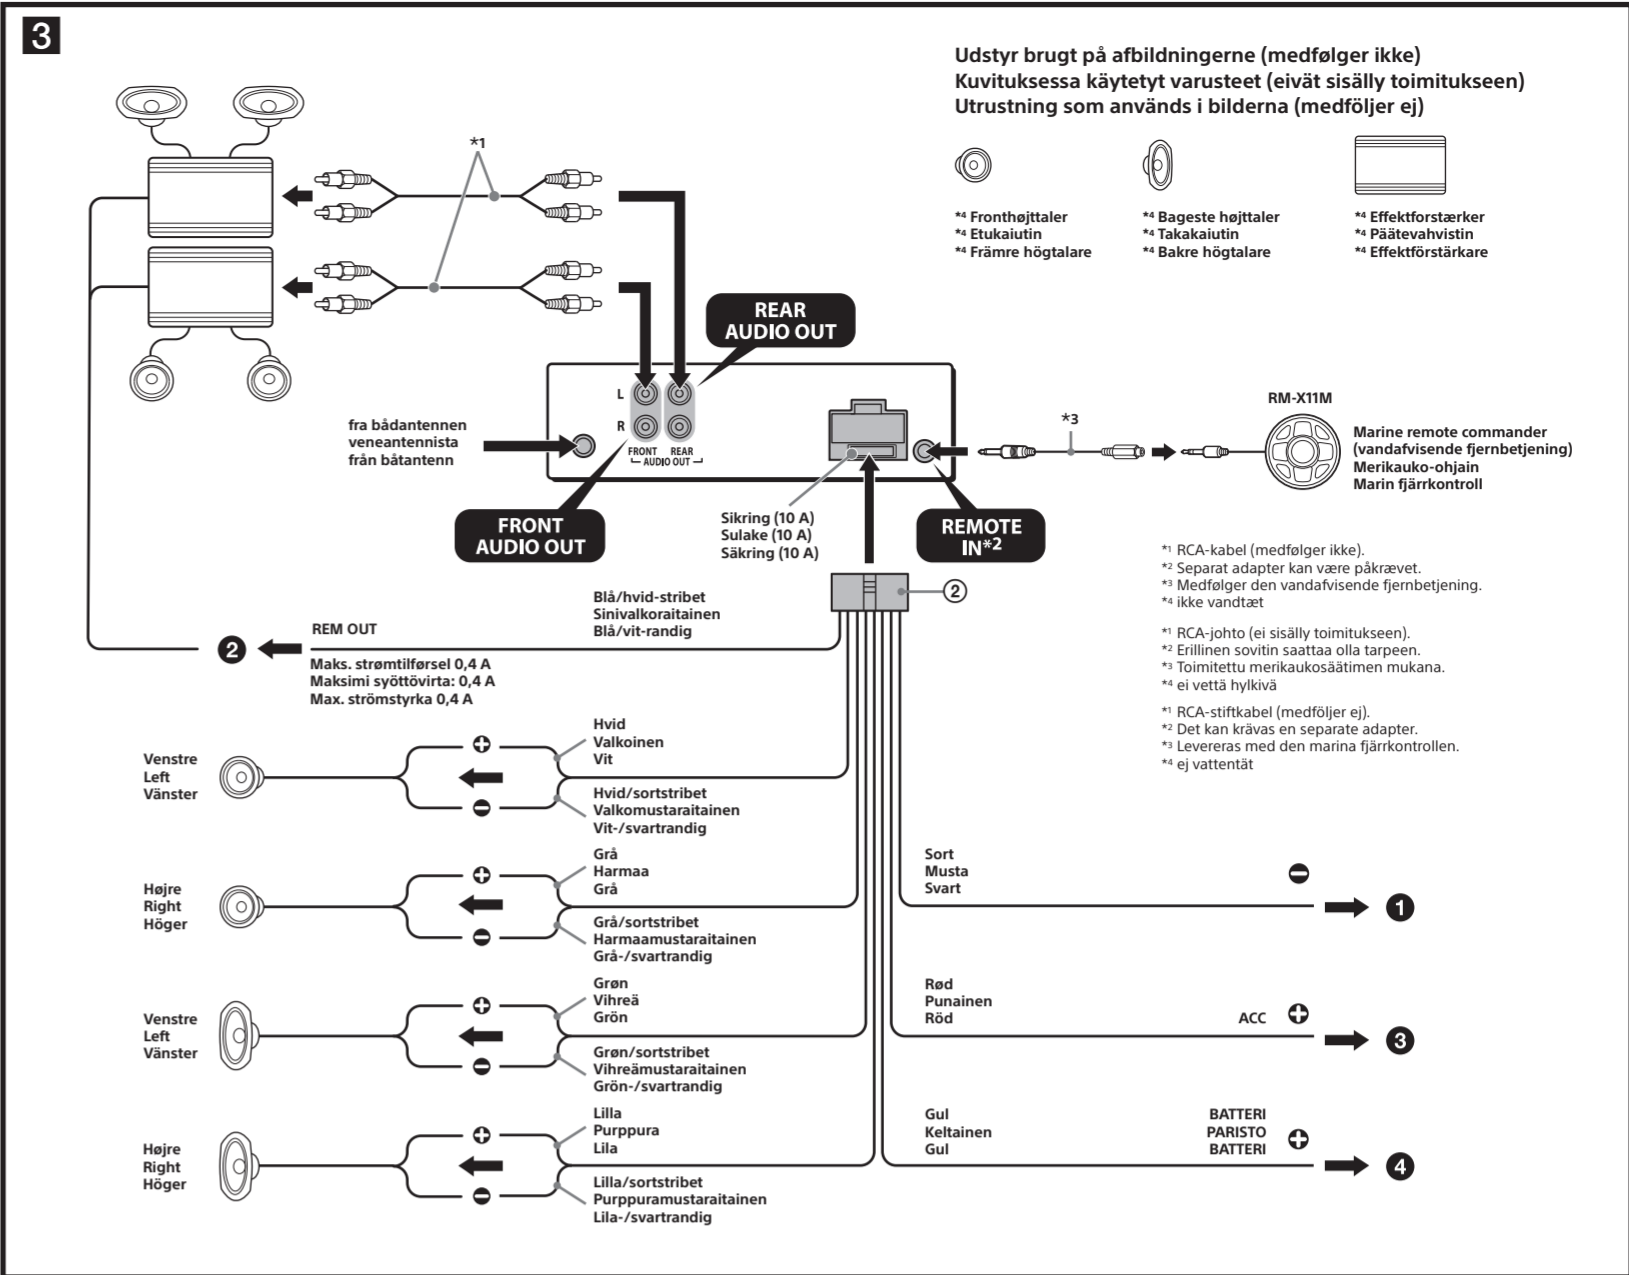 3
Udstyr brugt på afbildningerne (medfølger ikke)
Kuvituksessa käytetyt varusteet (eivät sisälly toimitukseen)
Utrustning som används i bilderna (medföljer ej)
*4 Fronthøjttaler
*4 Etukaiutin
*4 Främre högtalare
*4 Bageste højttaler
*4 Takakaiutin
*4 Bakre högtalare
*4 Effektforstærker
*4 Päätevahvistin
*4 Effektförstärkare
*1
REAR
AUDIO OUT
L
R
FRONT REAR
AUDIO OUT
fra bådantennen
veneantennista
från båtantenn
FRONT
AUDIO OUT
Sikring (10 A)
Sulake (10 A)
Säkring (10 A)
REMOTE
IN*2
*3
RM-X11M
Marine remote commander
(vandafvisende fjernbetjening)
Merikauko-ohjain
Marin fjärrkontroll
*1 RCA-kabel (medfølger ikke).
*2 Separat adapter kan være påkrævet.
*3 Medfølger den vandafvisende fjernbetjening.
*4 ikke vandtæt
*1 RCA-johto (ei sisälly toimitukseen).
*2 Erillinen sovitin saattaa olla tarpeen.
*3 Toimitettu merikaukosäätimen mukana.
*4 ei vettä hylkivä
*1 RCA-stiftkabel (medföljer ej).
*2 Det kan krävas en separate adapter.
*3 Levereras med den marina fjärrkontrollen.
*4 ej vattentät
②
Blå/hvid-stribet
Sinivalkoraitainen
Blå/vit-randig
❷
REM OUT
Maks. strømtilførsel 0,4 A
Maksimi syöttövirta: 0,4 A
Max. strömstyrka 0,4 A
Venstre
Left
Vänster
+
−
Hvid
Valkoinen
Vit
Hvid/sortstribet
Valkomustaraitainen
Vit-/svartrandig
Højre
Right
Höger
+
−
Grå
Harmaa
Grå
Grå/sortstribet
Harmaamustaraitainen
Grå-/svartrandig
Venstre
Left
Vänster
+
−
Grøn
Vihreä
Grön
Grøn/sortstribet
Vihreämustaraitainen
Grön-/svartrandig
Højre
Right
Höger
+
−
Lilla
Purppura
Lila
Lilla/sortstribet
Purppuramustaraitainen
Lila-/svartrandig
Sort
Musta
Svart
−
❶
Rød
Punainen
Röd
ACC +
❸
Gul
Keltainen
Gul
BATTERI
PARISTO
BATTERI
+
❹